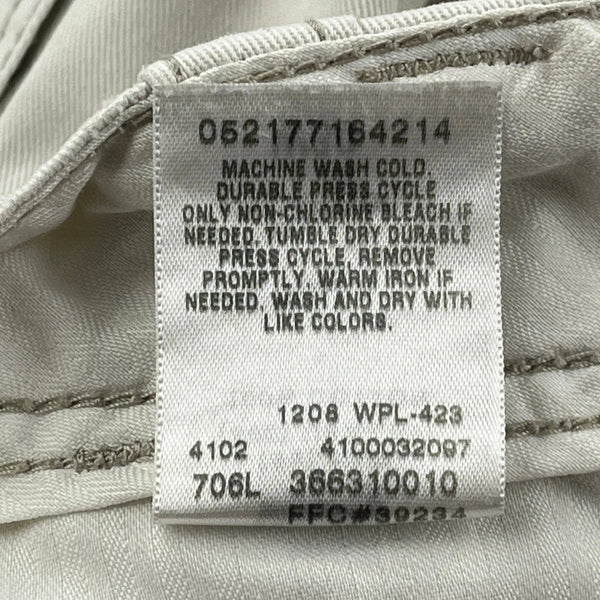 052177164214
MACHINE WASH COLD.
DURABLE PRESS CYCLE
ONLY NON-CHLORINE BLEACH IF
NEEDED. TUMBLE DRY DURABLE
PRESS CYCLE. REMOVE
PROMPTLY. WARM IRON IF
NEEDED. WASH AND DRY WITH
LIKE COLORS.
1208 WPL-423
4102 4100032097
706L 386310010
FFC#39234